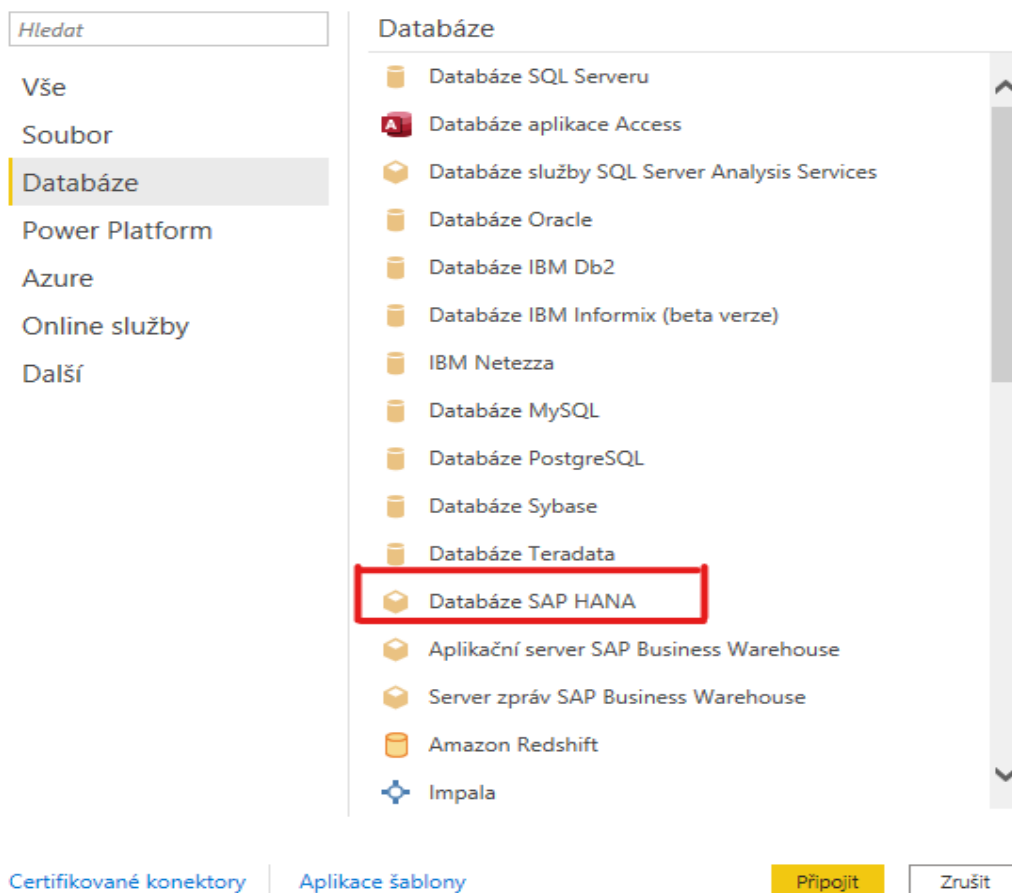 Hledat
Vše
Soubor
Databáze
Power Platform
Azure
Online služby
Další
Databáze
Databáze SQL Serveru
Databáze aplikace Access
Databáze služby SQL Server Analysis Services
Databáze Oracle
Databáze IBM Db2
Databáze IBM Informix (beta verze)
IBM Netezza
Databáze MySQL
Databáze PostgreSQL
Databáze Sybase
Databáze Teradata
Databáze SAP HANA
Aplikační server SAP Business Warehouse
Server zpráv SAP Business Warehouse
Amazon Redshift
Impala
Certifikované konektory
Aplikace šablony
Připojit
Zrušit